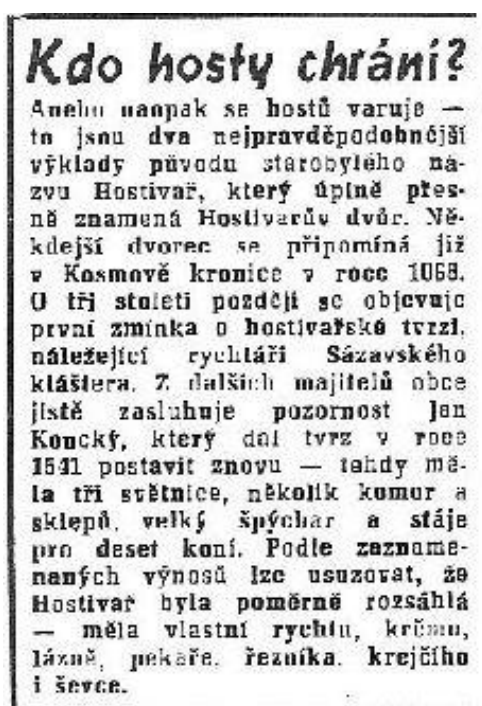 Kdo hosty chrání?
Anebo naopak se hostů varuje —
to jsou dva nejpravděpodobnější
výklady původu starobylého ná-
zvu Hostivař, který úplně přes-
ně znamená Hostivarův dvůr. Ně-
kdejší dvorec se připomíná již
v Kosmově kronice v roce 1068.
O tři století později se objevuje
první zmínka o hostivařské tvrzi,
náležející rychtáři Sázavského
kláštera. Z dalších majitelů obce
jistě zasluhuje pozornost Jan
Koucký, který dal tvrz v roce
1541 postavit znovu — tehdy mě-
la tři světnice, několik komor a
sklepů, velký špýchar a stáje
pro deset koní. Podle zazname-
naných výnosů lze usuzovat, že
Hostivař byla poměrně rozsáhlá
— měla vlastní rychtu, krčmu,
lázně, pekaře, řezníka, krejčího
i ševce.